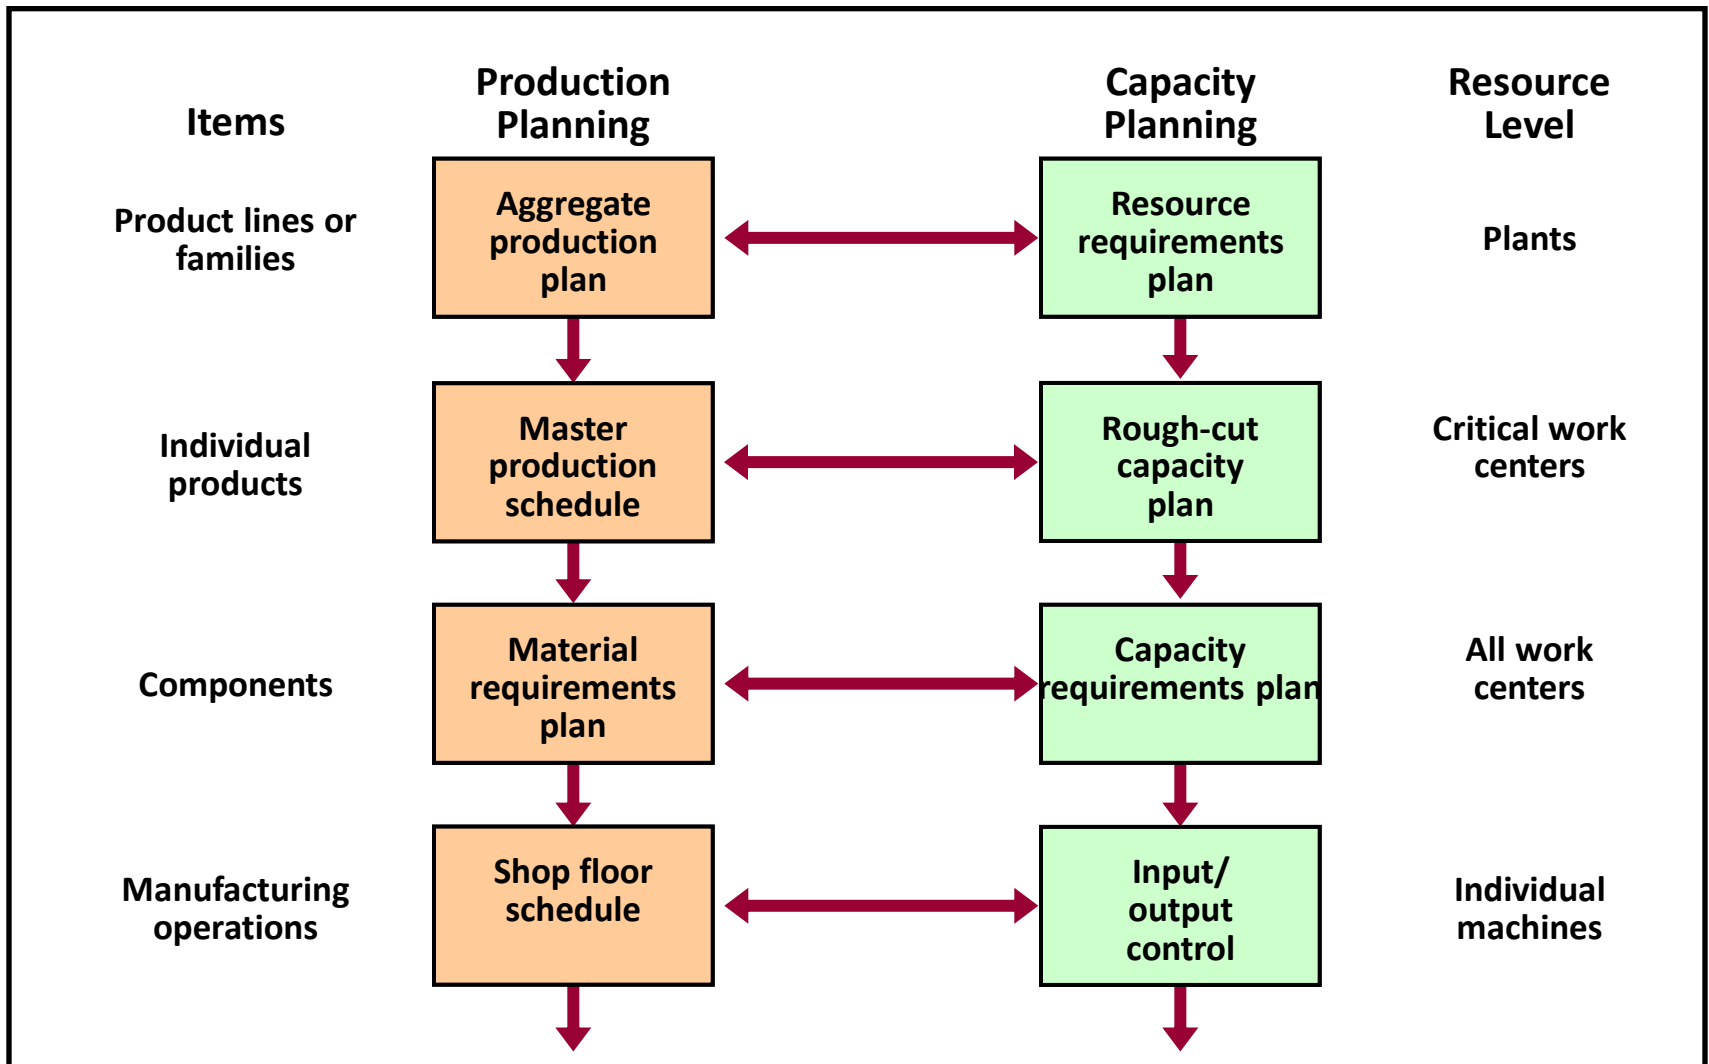 Items
Production
Planning
Capacity
Planning
Resource
Level
Product lines or
families
Aggregate
production
plan
Resource
requirements
plan
Plants
Individual
products
Master
production
schedule
Rough-cut
capacity
plan
Critical work
centers
Components
Material
requirements
plan
Capacity
requirements plan
All work
centers
Manufacturing
operations
Shop floor
schedule
Input/
output
control
Individual
machines